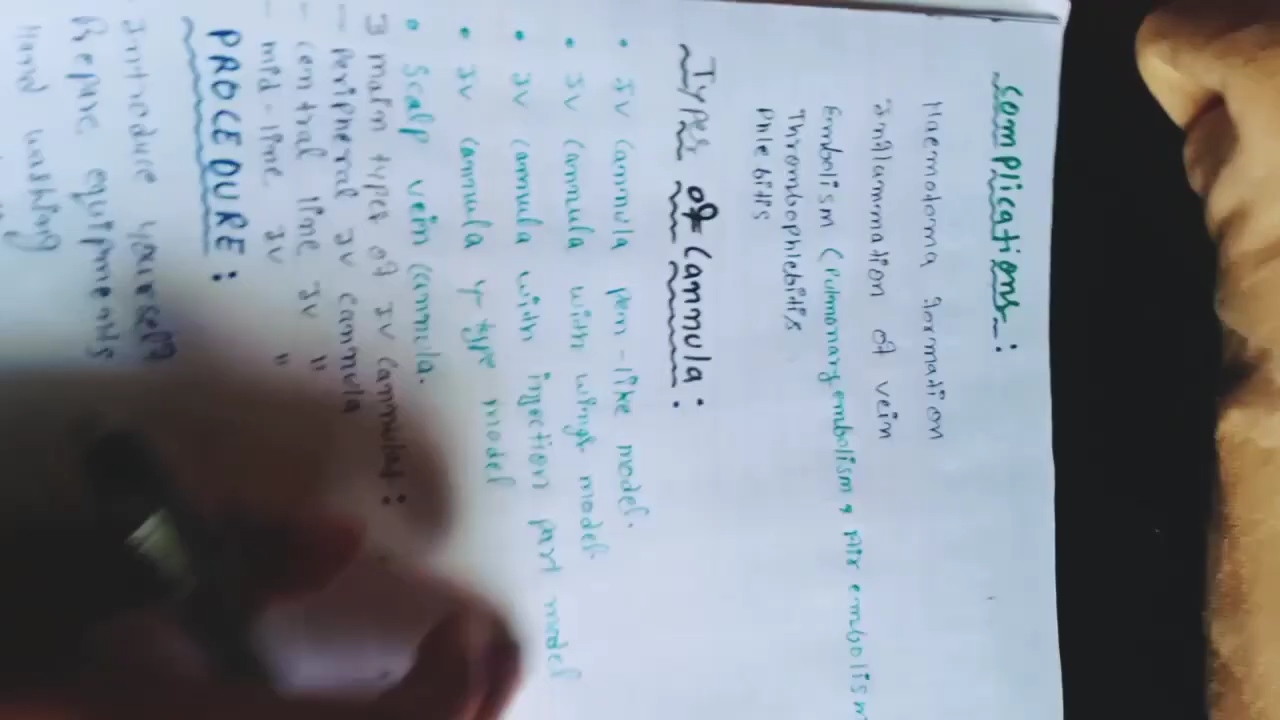 Complications:
Haemotoma formation
Inflammation of vein
Embolism (Pulmonary embolism, Air embolism
Thrombophlebitis
Phlebitis
Types of Cannula:
• IV Cannula pen-like model.
• IV Cannula with wings model.
• IV Cannula with injection part model
• IV Cannula y-type model
• Scalp vein Cannula.
3 main types of IV Cannulas:
- peripheral IV cannula
- central line IV "
- mid-line IV "
PROCEDURE:
Introduce yourself
Prepare equipments
Hand washing